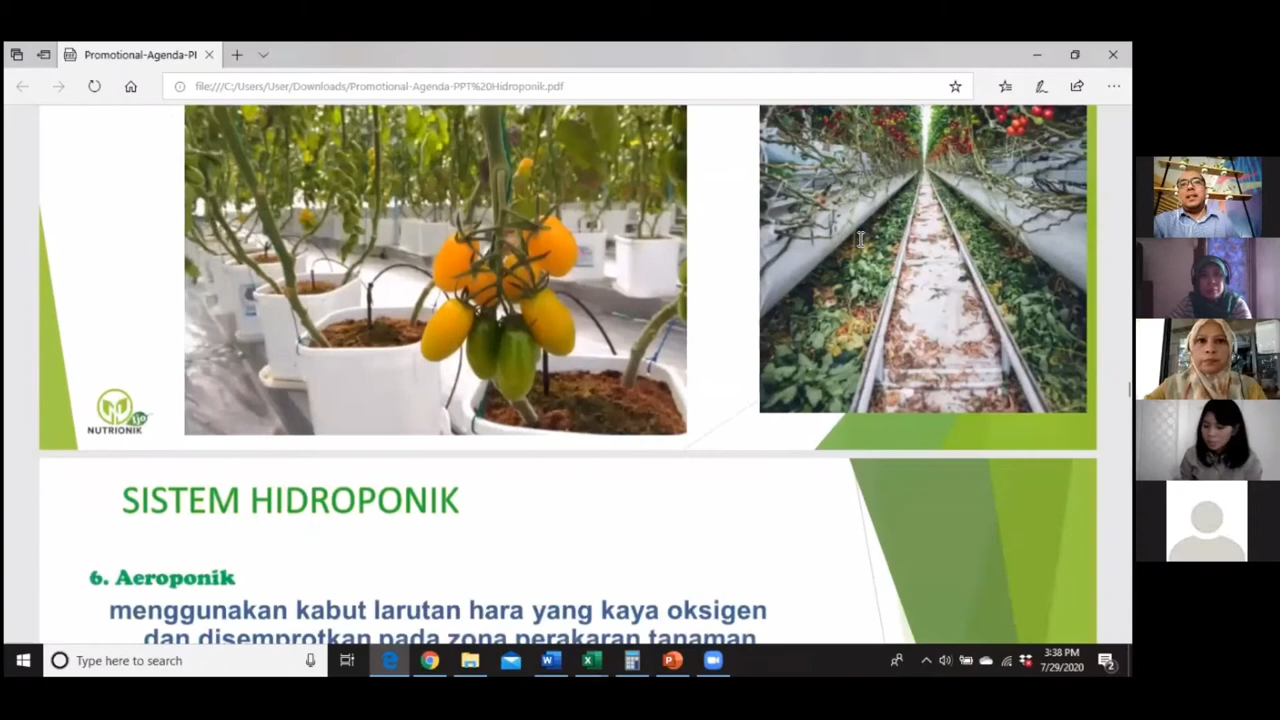 Promotional-Agenda-PI
file:///C:/Users/User/Downloads/Promotional-Agenda-PPT%20Hidroponik.pdf
NUTRIONIK
SISTEM HIDROPONIK
6. Aeroponik
menggunakan kabut larutan hara yang kaya oksigen
dan disemprotkan pada zona perakaran tanaman
Type here to search
3:38 PM
7/29/2020
2